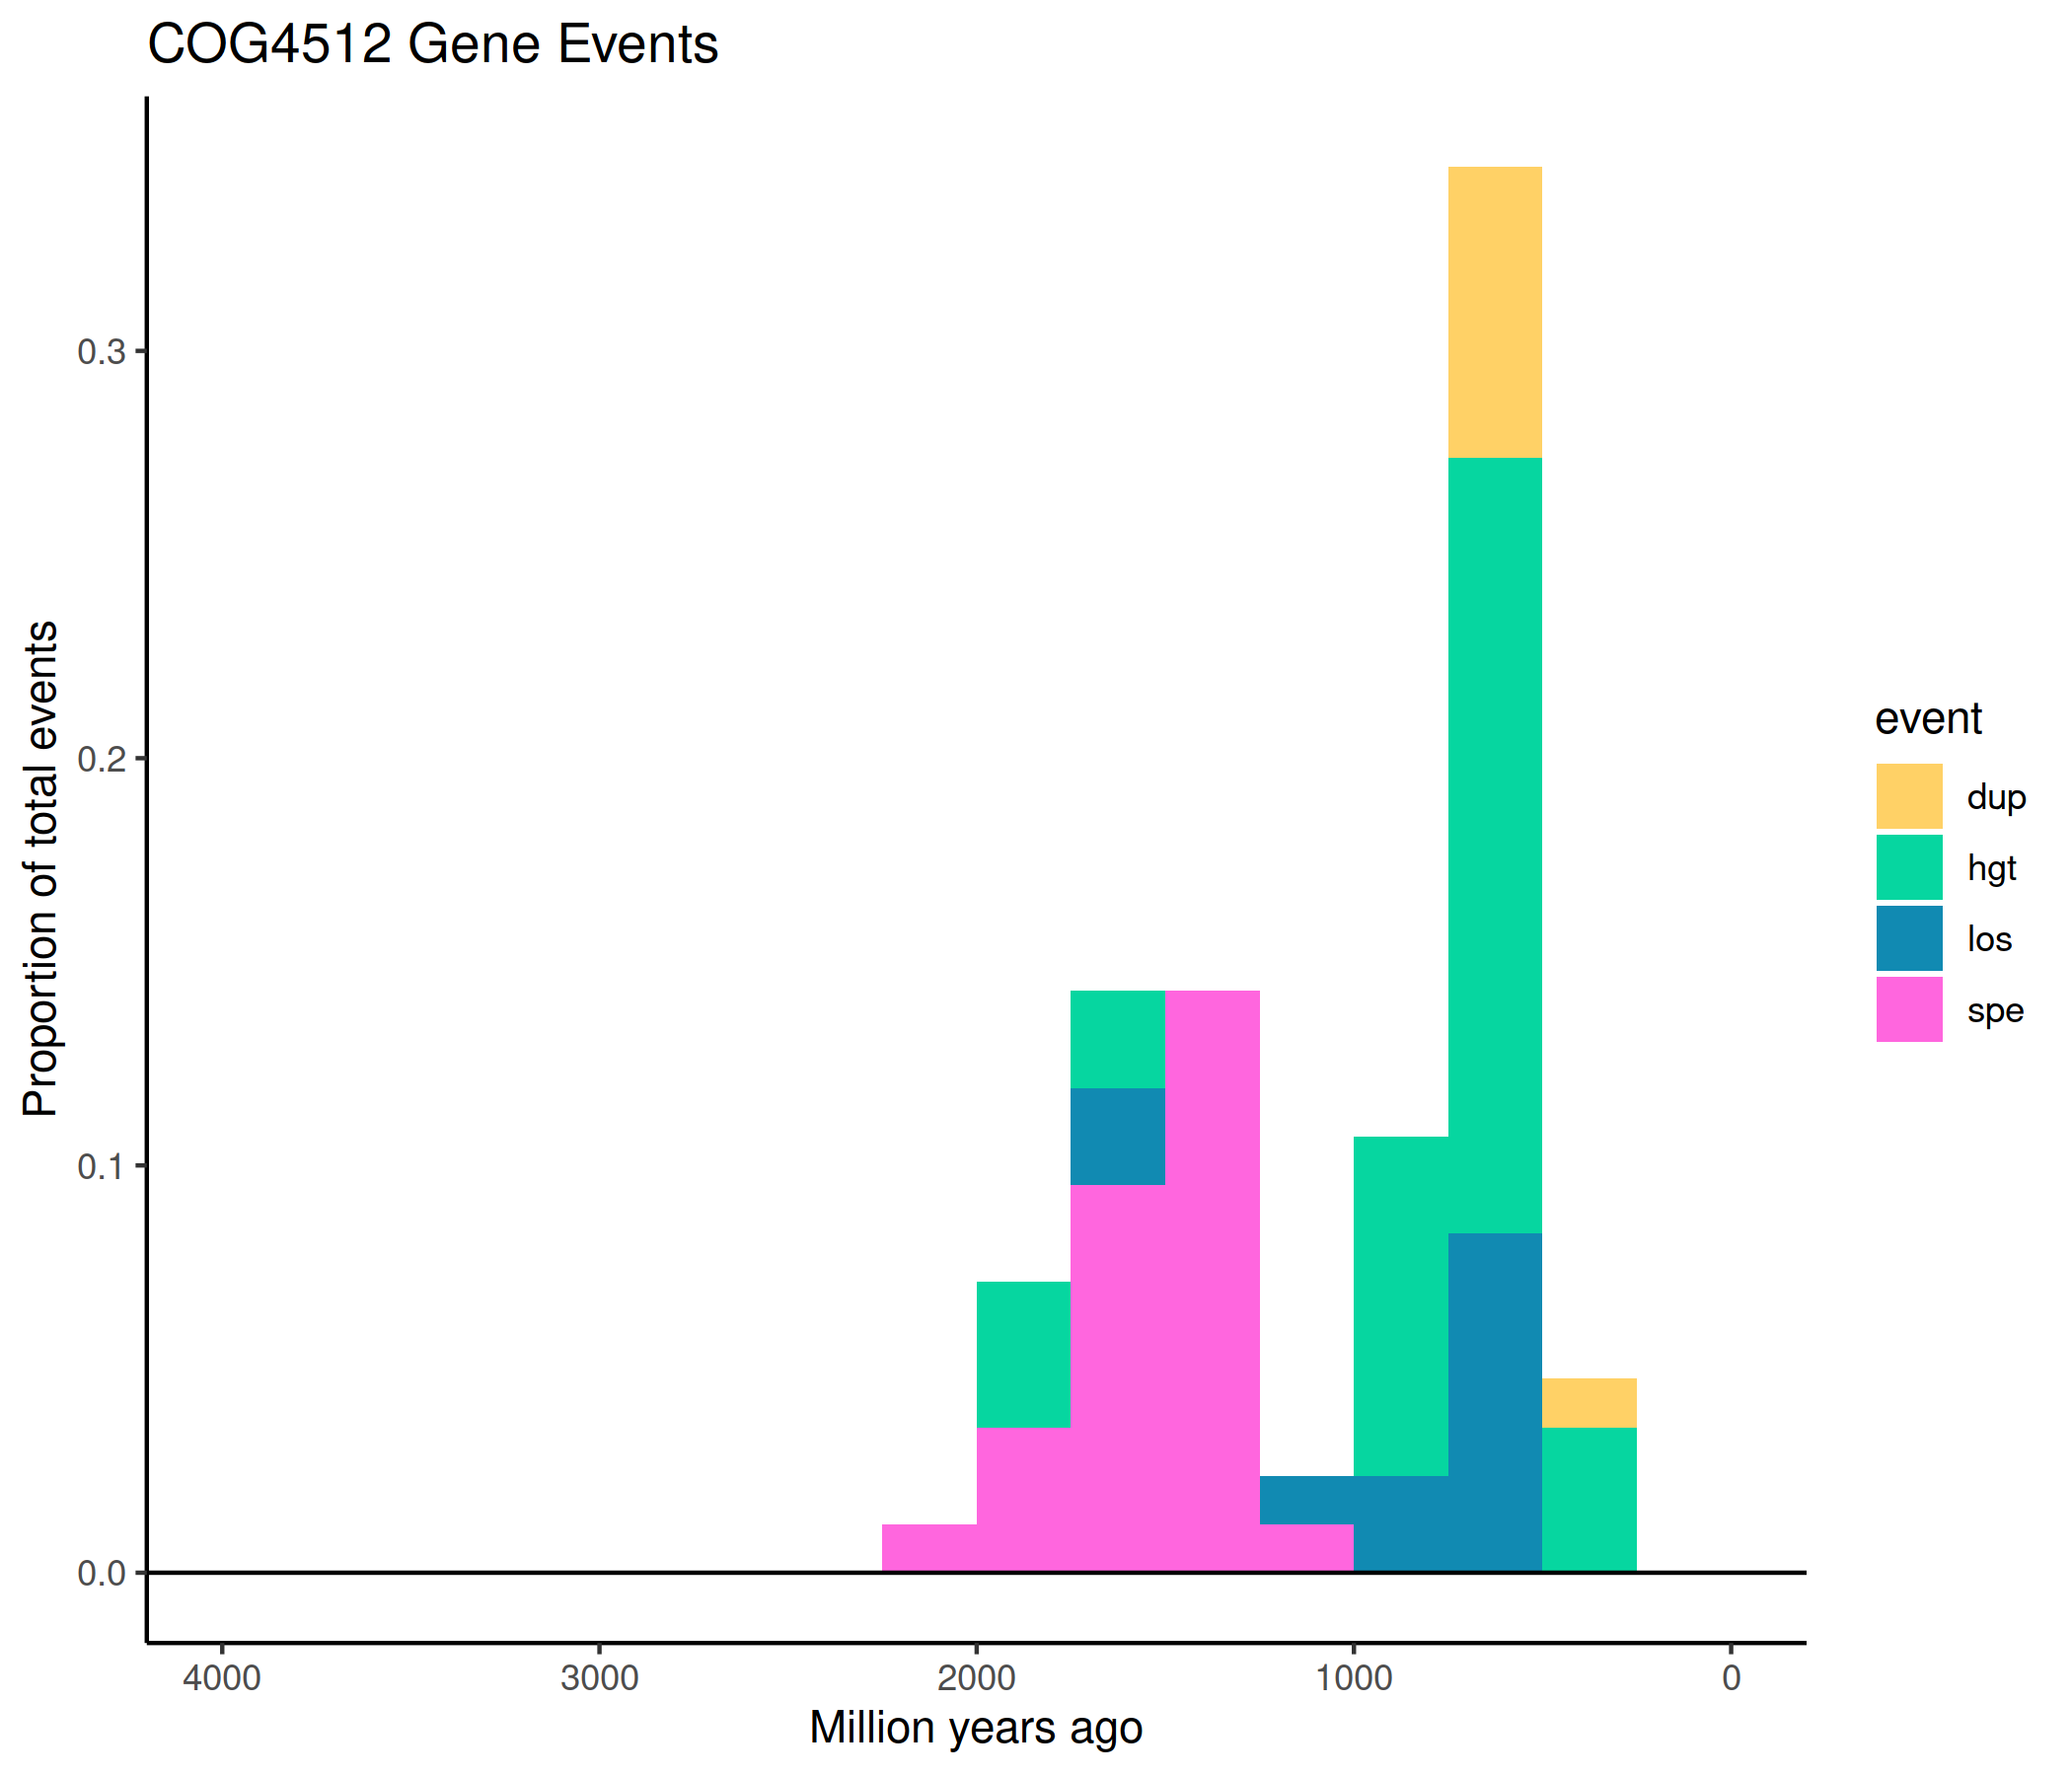 COG4512 Gene Events
Proportion of total events
0.3
0.2
0.1
0.0
4000 3000 2000 1000 0
Million years ago
event
dup
hgt
los
spe